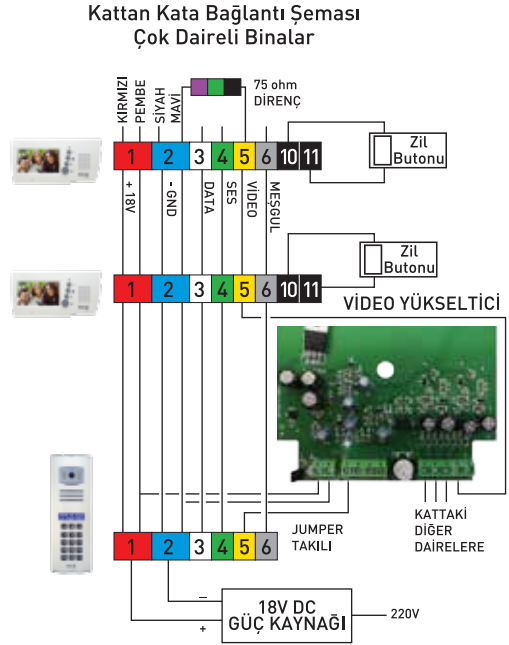 Kattan Kata Bağlantı Şeması
Çok Daireli Binalar
KIRMIZI
PEMBE
SİYAH
MAVİ
75 ohm
DİRENÇ
1 2 3 4 5 6 10 11
Zil
Butonu
+ 18V
- GND
DATA
SES
VİDEO
MEŞGUL
1 2 3 4 5 6 10 11
Zil
Butonu
VİDEO YÜKSELTİCİ
JUMPER
TAKILI
KATTAKİ
DİĞER
DAİRELERE
1 2 3 4 5 6
–
+
18V DC
GÜÇ KAYNAĞI
220V